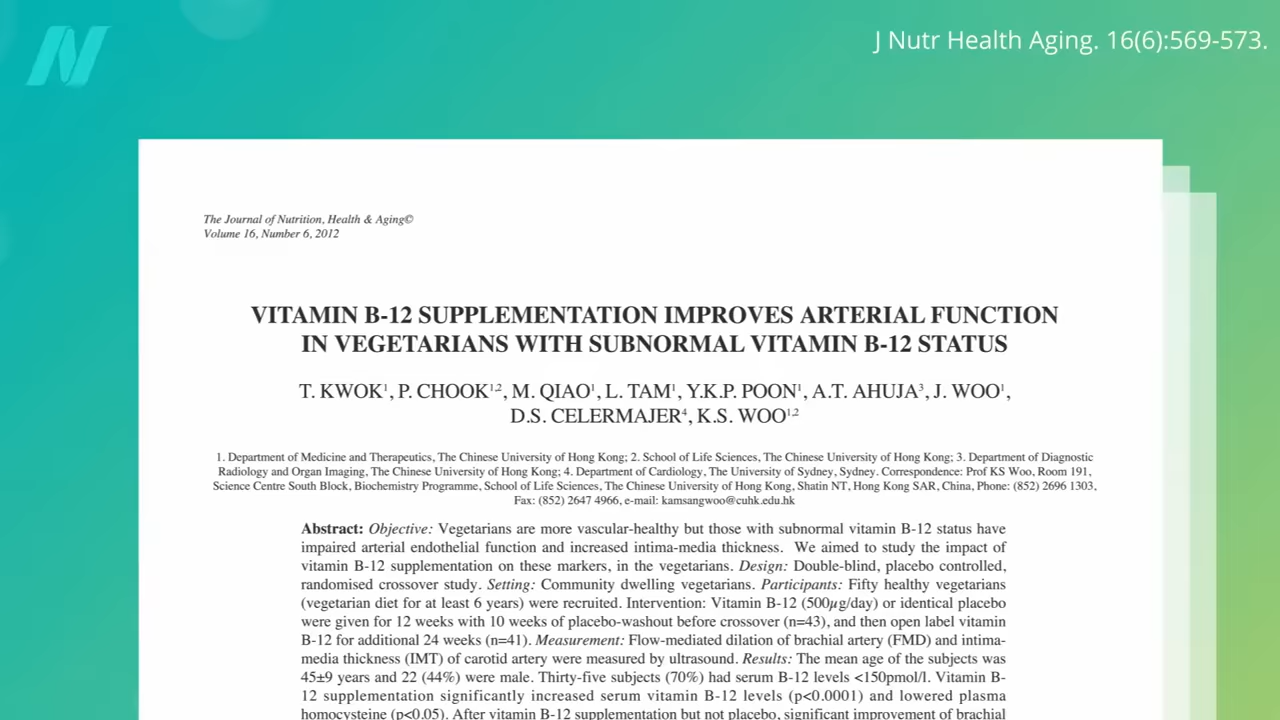 J Nutr Health Aging. 16(6):569-573.
The Journal of Nutrition, Health & Aging©
Volume 16, Number 6, 2012
VITAMIN B-12 SUPPLEMENTATION IMPROVES ARTERIAL FUNCTION
IN VEGETARIANS WITH SUBNORMAL VITAMIN B-12 STATUS
T. KWOK¹, P. CHOOK¹,², M. QIAO¹, L. TAM¹, Y.K.P. POON¹, A.T. AHUJA³, J. WOO¹,
D.S. CELERMAJER⁴, K.S. WOO¹,²
1. Department of Medicine and Therapeutics, The Chinese University of Hong Kong; 2. School of Life Sciences, The Chinese University of Hong Kong; 3. Department of Diagnostic
Radiology and Organ Imaging, The Chinese University of Hong Kong; 4. Department of Cardiology, The University of Sydney, Sydney. Correspondence: Prof KS Woo, Room 191,
Science Centre South Block, Biochemistry Programme, School of Life Sciences, The Chinese University of Hong Kong, Shatin NT, Hong Kong SAR, China, Phone: (852) 2696 1303,
Fax: (852) 2647 4966, e-mail: kamsangwoo@cuhk.edu.hk
Abstract: Objective: Vegetarians are more vascular-healthy but those with subnormal vitamin B-12 status have
impaired arterial endothelial function and increased intima-media thickness. We aimed to study the impact of
vitamin B-12 supplementation on these markers, in the vegetarians. Design: Double-blind, placebo controlled,
randomised crossover study. Setting: Community dwelling vegetarians. Participants: Fifty healthy vegetarians
(vegetarian diet for at least 6 years) were recruited. Intervention: Vitamin B-12 (500µg/day) or identical placebo
were given for 12 weeks with 10 weeks of placebo-washout before crossover (n=43), and then open label vitamin
B-12 for additional 24 weeks (n=41). Measurement: Flow-mediated dilation of brachial artery (FMD) and intima-
media thickness (IMT) of carotid artery were measured by ultrasound. Results: The mean age of the subjects was
45±9 years and 22 (44%) were male. Thirty-five subjects (70%) had serum B-12 levels <150pmol/l. Vitamin B-
12 supplementation significantly increased serum vitamin B-12 levels (p<0.0001) and lowered plasma
homocysteine (p<0.05). After vitamin B-12 supplementation but not placebo, significant improvement of brachial